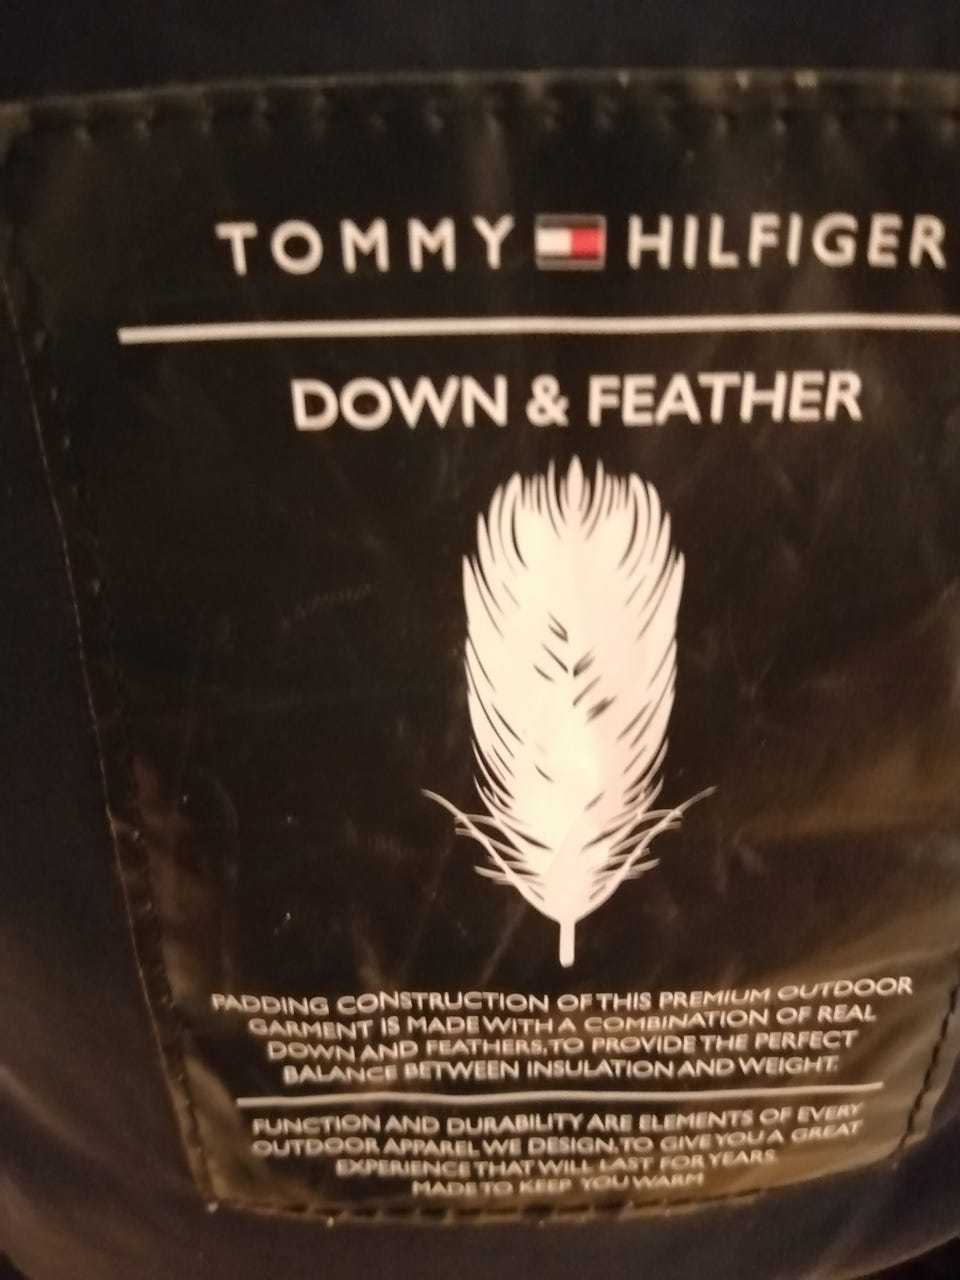 TOMMY HILFIGER
DOWN & FEATHER
PADDING CONSTRUCTION OF THIS PREMIUM OUTDOOR
GARMENT IS MADE WITH A COMBINATION OF REAL
DOWN AND FEATHERS, TO PROVIDE THE PERFECT
BALANCE BETWEEN INSULATION AND WEIGHT.
FUNCTION AND DURABILITY ARE ELEMENTS OF EVERY
OUTDOOR APPAREL WE DESIGN, TO GIVE YOU A GREAT
EXPERIENCE THAT WILL LAST FOR YEARS.
MADE TO KEEP YOU WARM